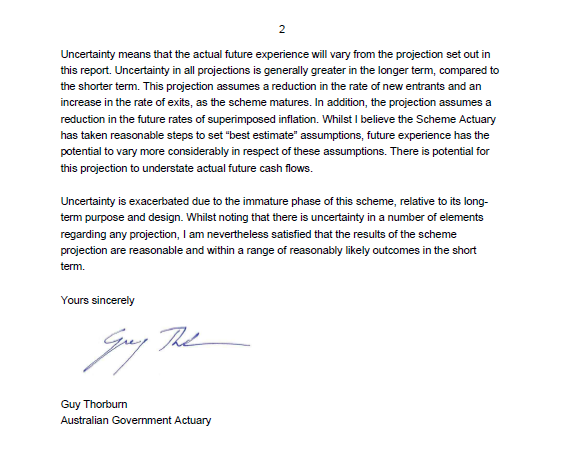 2
Uncertainty means that the actual future experience will vary from the projection set out in
this report. Uncertainty in all projections is generally greater in the longer term, compared to
the shorter term. This projection assumes a reduction in the rate of new entrants and an
increase in the rate of exits, as the scheme matures. In addition, the projection assumes a
reduction in the future rates of superimposed inflation. Whilst I believe the Scheme Actuary
has taken reasonable steps to set “best estimate” assumptions, future experience has the
potential to vary more considerably in respect of these assumptions. There is potential for
this projection to understate actual future cash flows.
Uncertainty is exacerbated due to the immature phase of this scheme, relative to its long-
term purpose and design. Whilst noting that there is uncertainty in a number of elements
regarding any projection, I am nevertheless satisfied that the results of the scheme
projection are reasonable and within a range of reasonably likely outcomes in the short
term.
Yours sincerely
Guy Thorburn
Australian Government Actuary